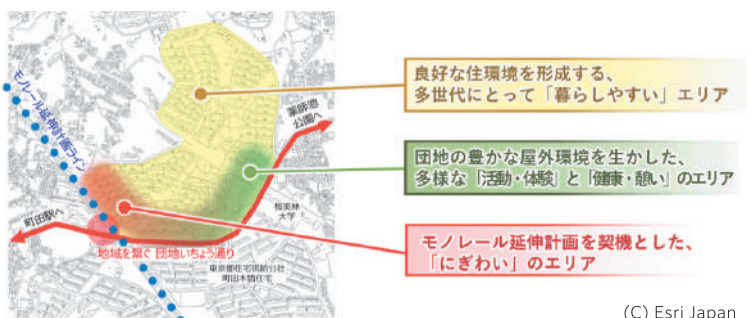 モノレール延伸計画ライン
薬師池
公園へ
桜美林
大学
町田駅へ
地域を繋ぐ 団地いちょう通り
東京都住宅供給公社
町田木曽住宅
良好な住環境を形成する、
多世代にとって「暮らしやすい」エリア
団地の豊かな屋外環境を生かした、
多様な「活動・体験」と「健康・憩い」のエリア
モノレール延伸計画を契機とした、
「にぎわい」のエリア
(C) Esri Japan